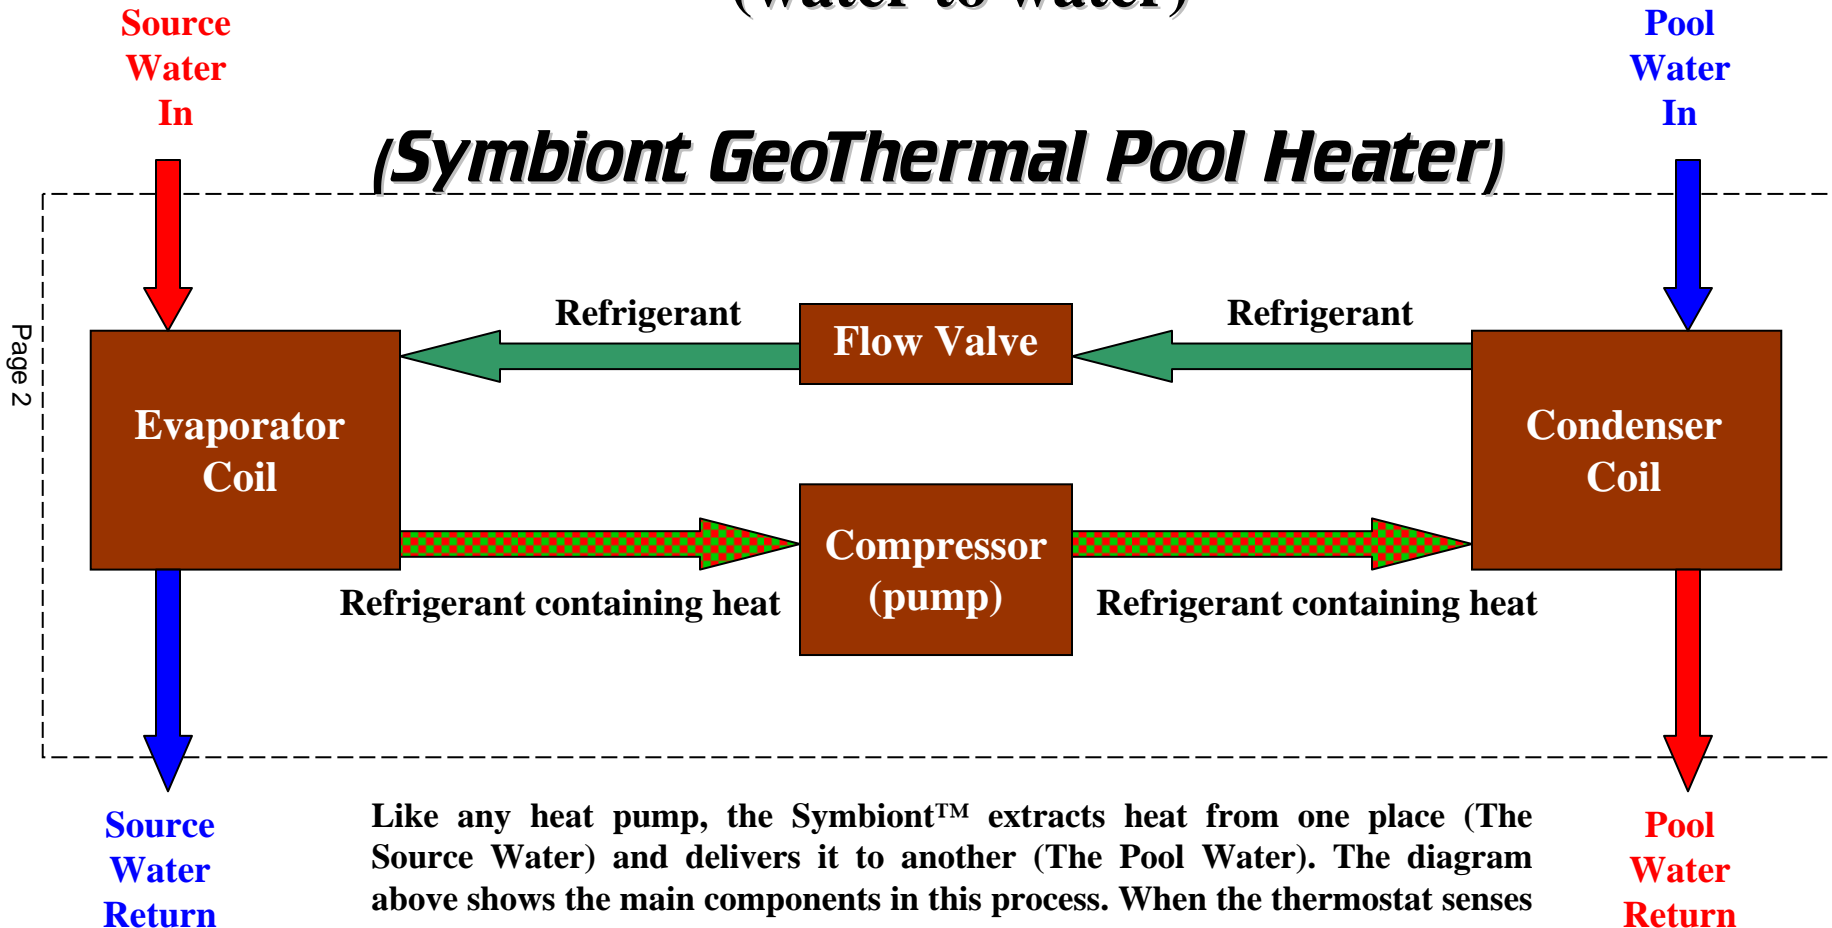 (water to water)
Source
Water
In
Pool
Water
In
(Symbiont GeoThermal Pool Heater)
Page 2
Refrigerant
Flow Valve
Refrigerant
Evaporator
Coil
Condenser
Coil
Compressor
(pump)
Refrigerant containing heat
Refrigerant containing heat
Source
Water
Return
Like any heat pump, the Symbiont™ extracts heat from one place (The
Source Water) and delivers it to another (The Pool Water). The diagram
above shows the main components in this process. When the thermostat senses
Pool
Water
Return